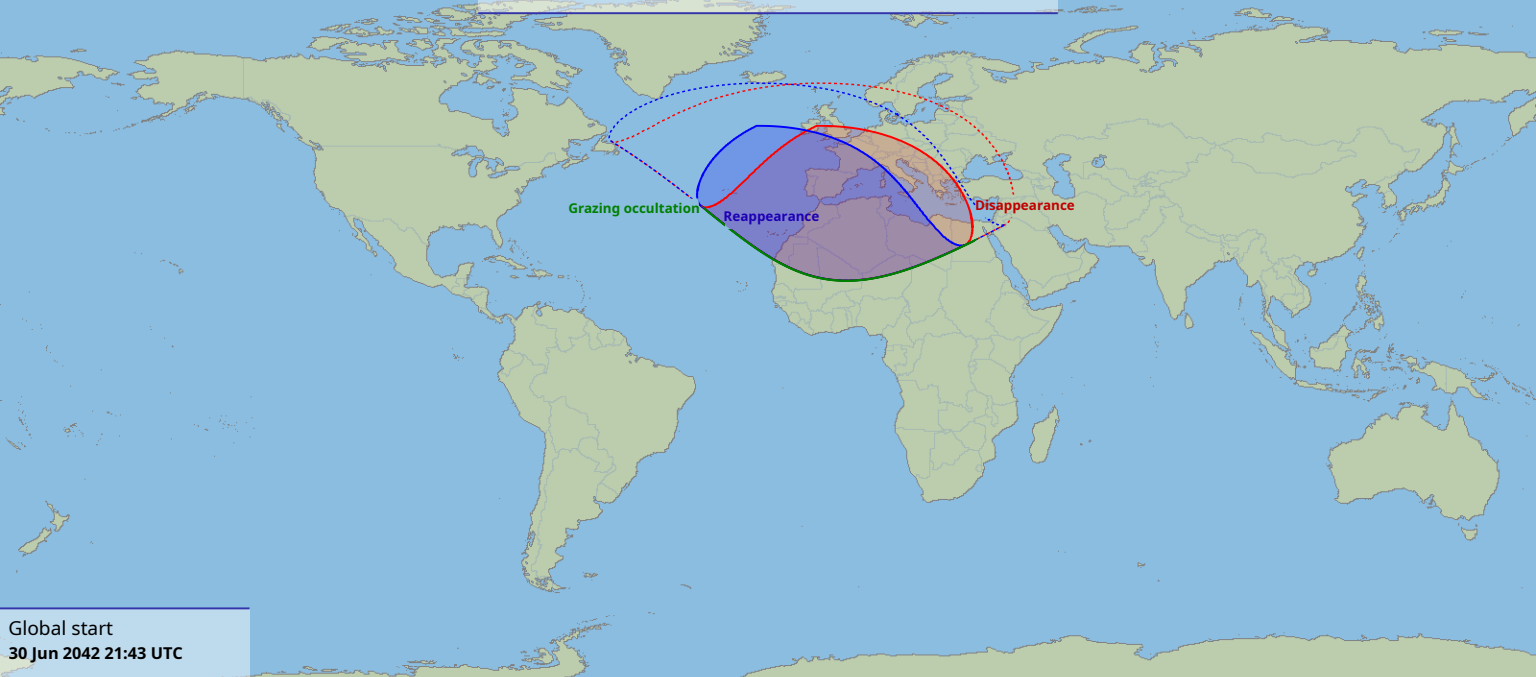 Grazing occultation
Reappearance
Disappearance
Global start
30 Jun 2042 21:43 UTC